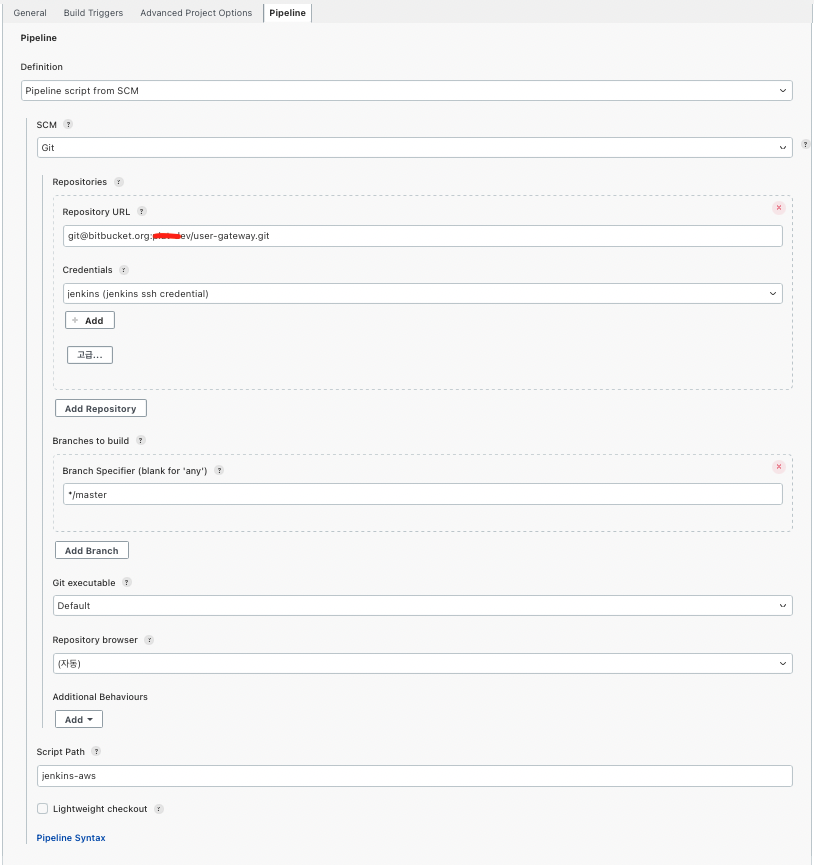 General Build Triggers Advanced Project Options Pipeline
Pipeline
Definition
Pipeline script from SCM
SCM ?
Git
?
Repositories ?
Repository URL ?
git@bitbucket.org: ev/user-gateway.git
Credentials ?
jenkins (jenkins ssh credential)
+ Add
고급...
Add Repository
Branches to build ?
Branch Specifier (blank for 'any') ?
*/master
Add Branch
Git executable ?
Default
Repository browser ?
(자동)
Additional Behaviours
Add
Script Path ?
jenkins-aws
Lightweight checkout ?
Pipeline Syntax